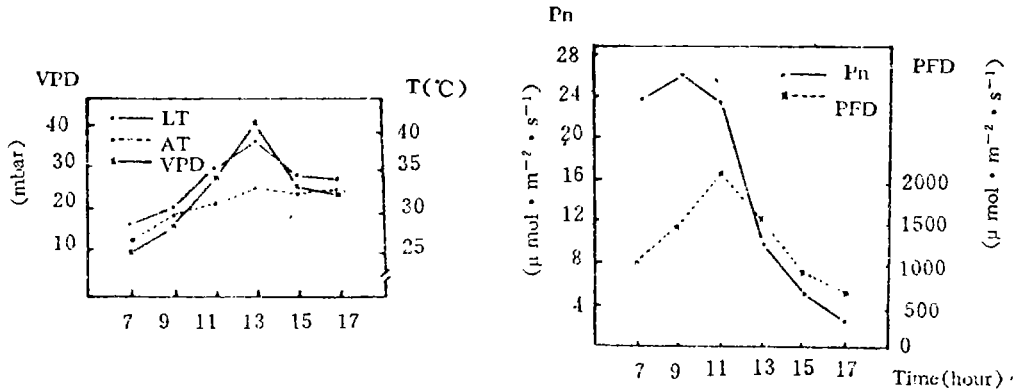 VPD
T(℃)
LT
AT
VPD
(mbar)
40
30
20
10
40
35
30
25
7 9 11 13 15 17
Pn
28
24
20
16
12
8
4
(μ mol·m⁻²·s⁻¹)
Pn
PFD
PFD
2000
1500
1000
500
0
(μ mol·m⁻²·s⁻¹)
7 9 11 13 15 17
Time(hour)